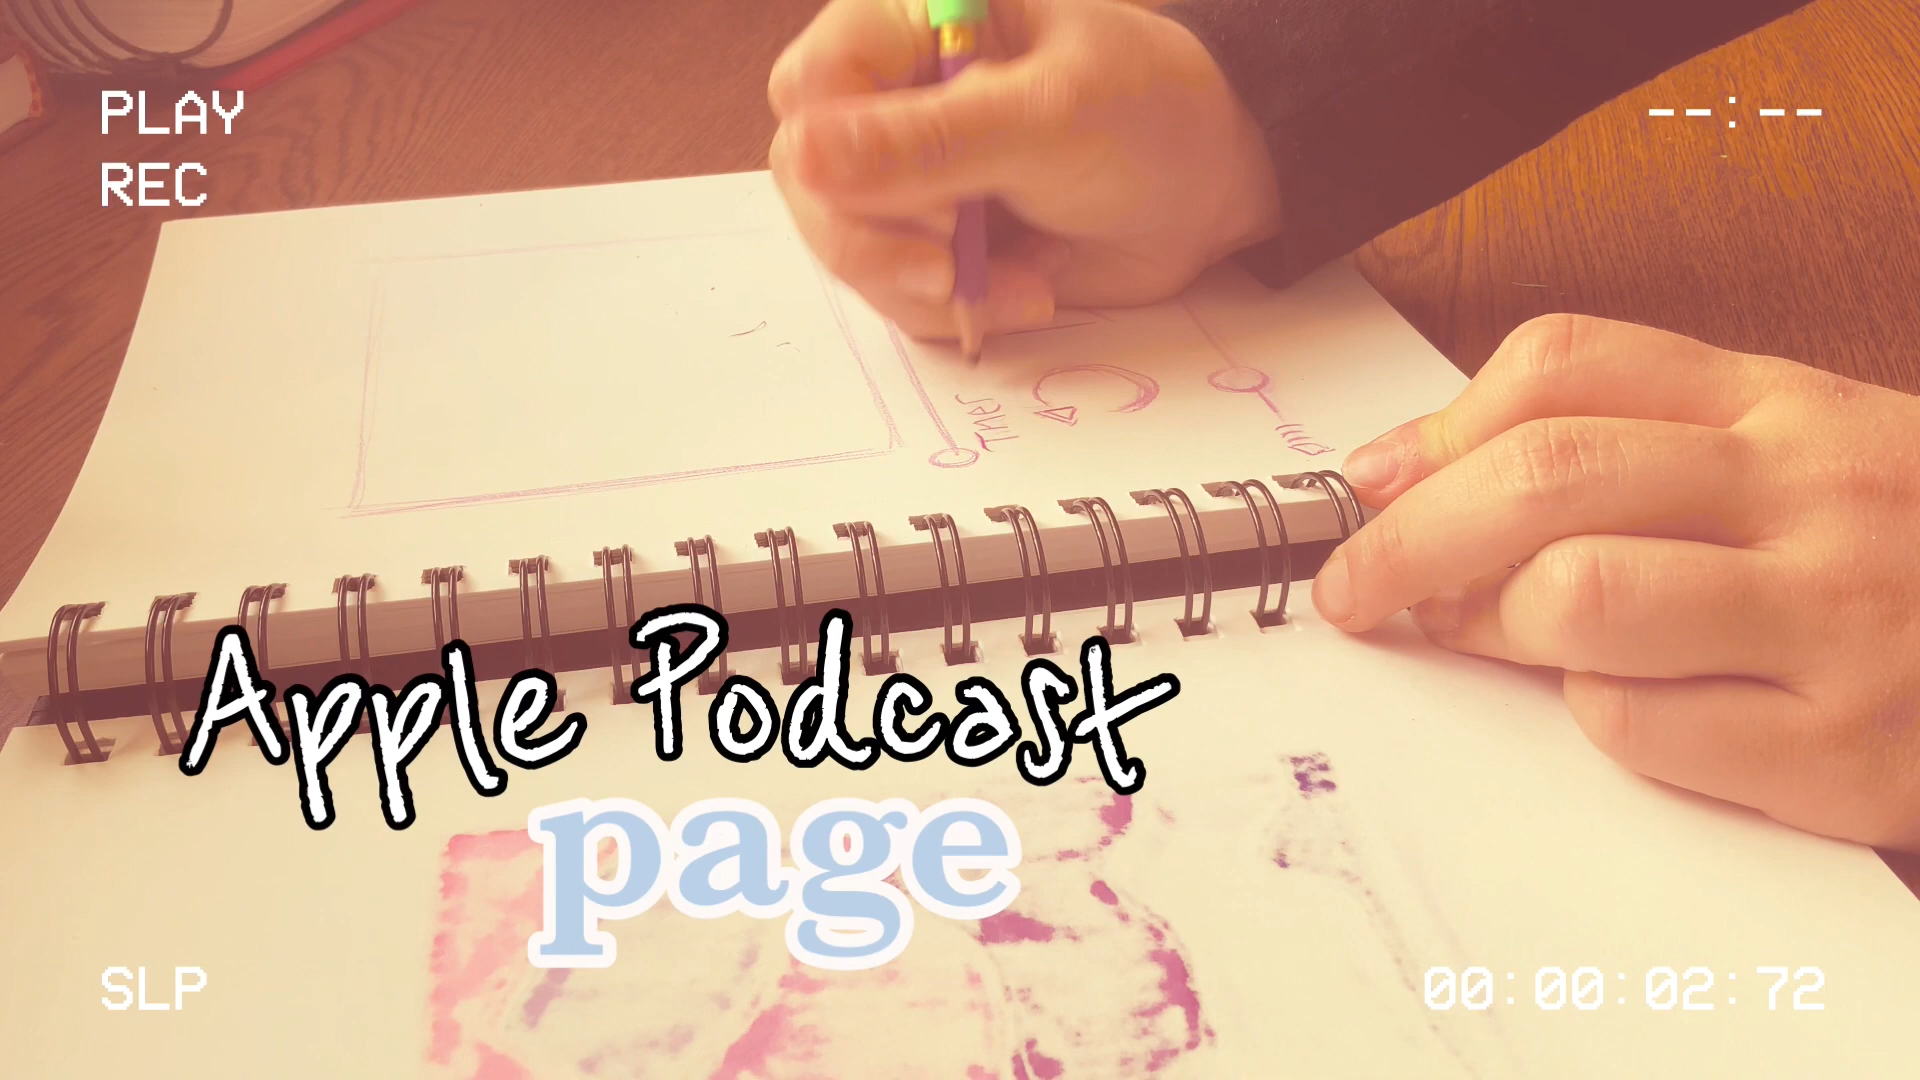 PLAY
--:--
REC
Apple Podcast
page
SLP
00:00:02:72